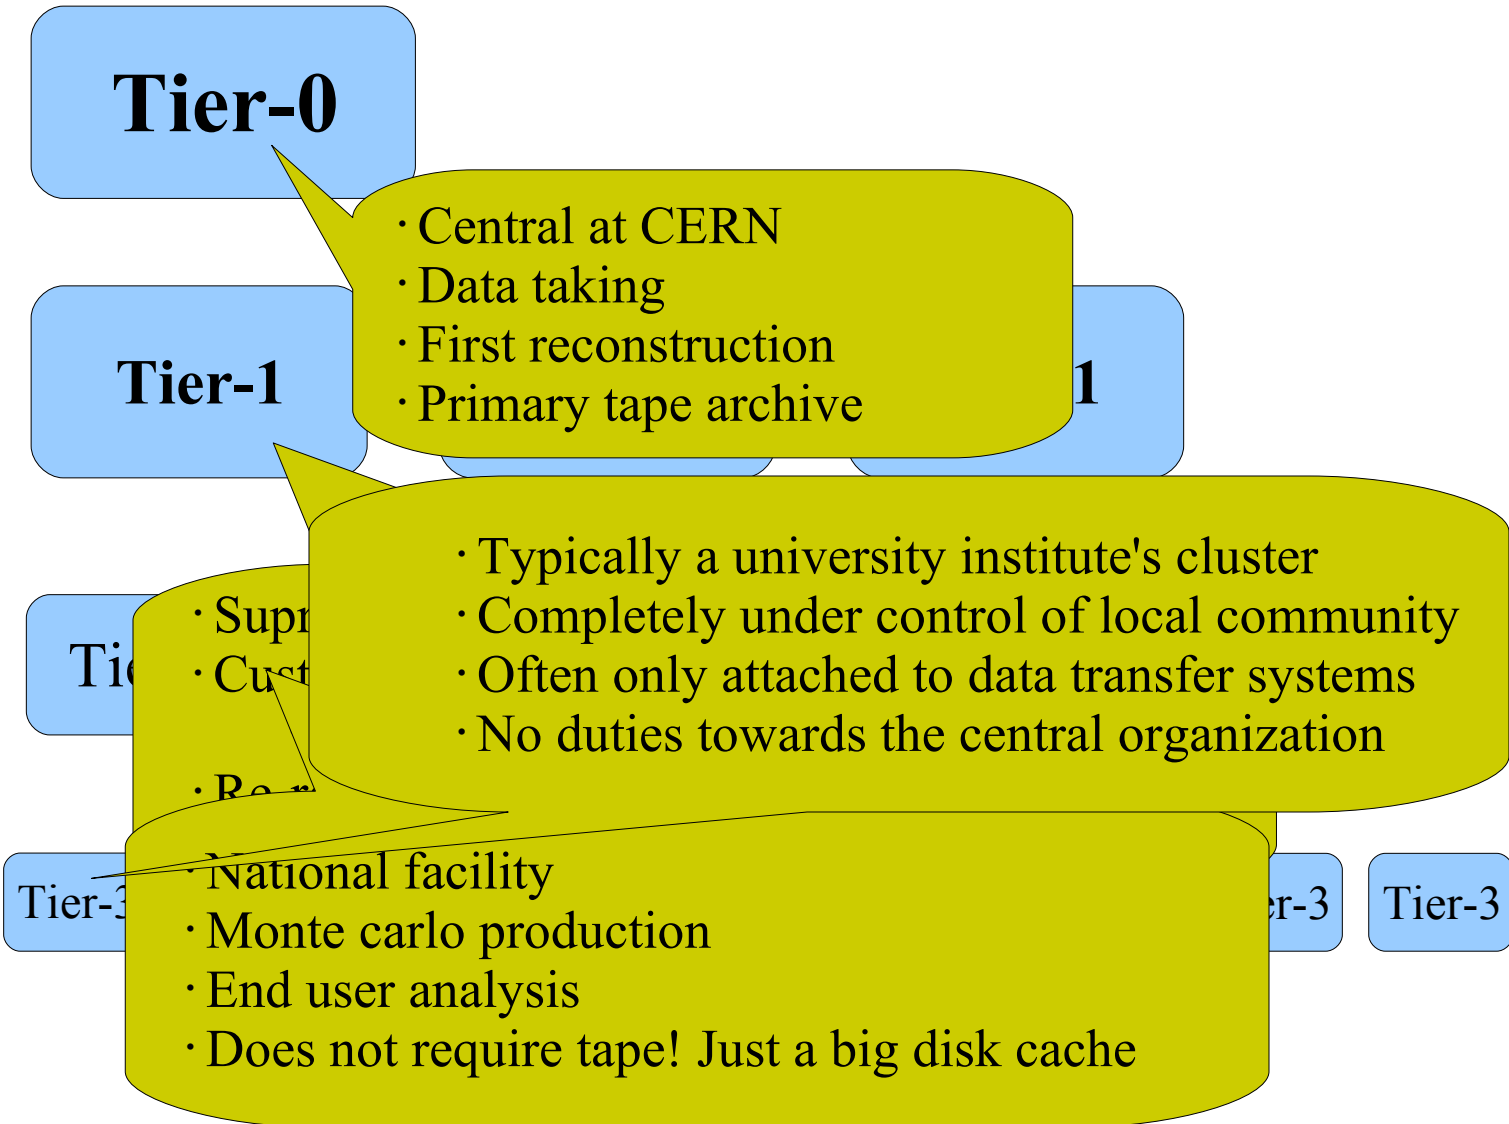 Tier-0
· Central at CERN
· Data taking
· First reconstruction
· Primary tape archive
Tier-1
1
· Typically a university institute's cluster
· Completely under control of local community
· Often only attached to data transfer systems
· No duties towards the central organization
· National facility
· Monte carlo production
· End user analysis
· Does not require tape! Just a big disk cache
Tier-3
Tier-3